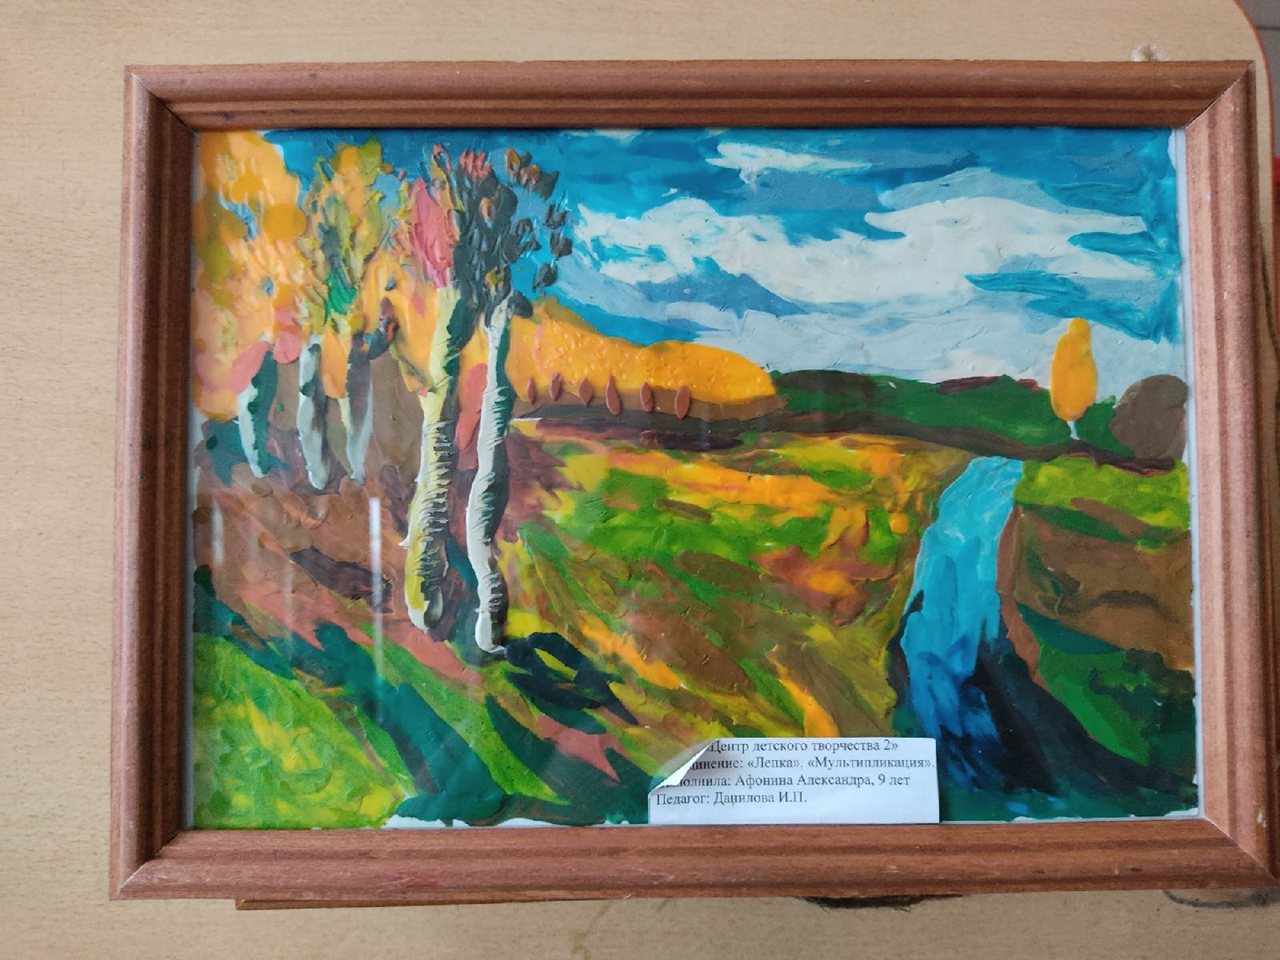 «Центр детского творчества 2»
«Лепка», «Мультипликация».
Афонина Александра, 9 лет
Педагог: Данилова И.П.